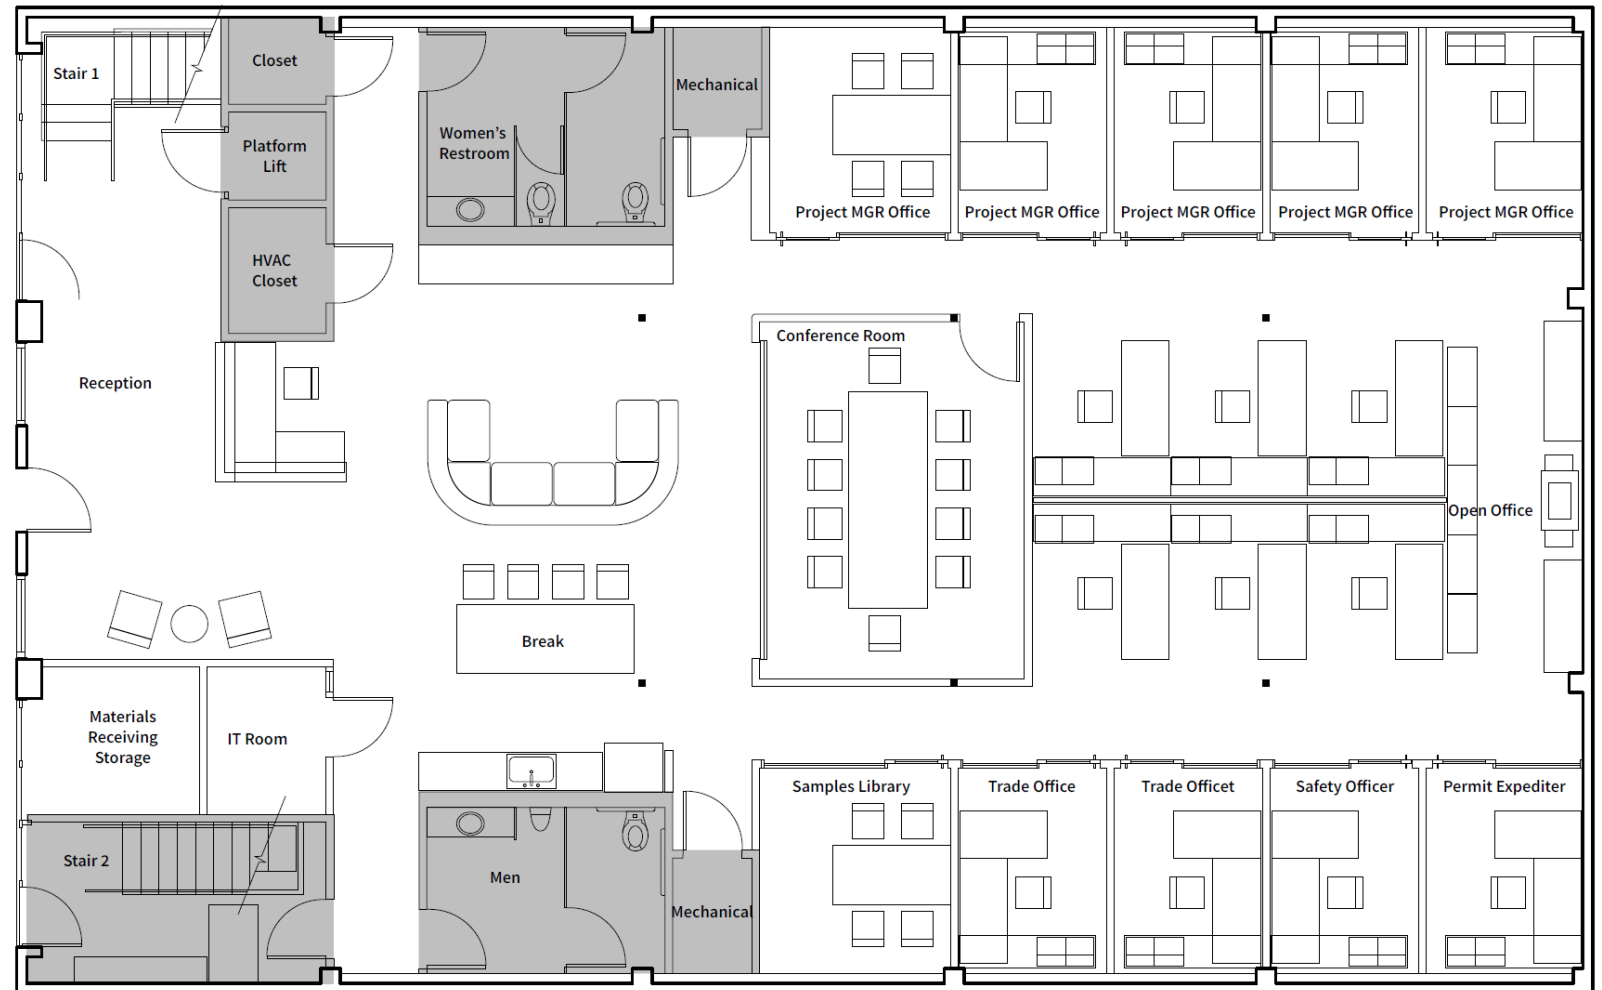 Stair 1
Closet
Platform
Lift
HVAC
Closet
Women's
Restroom
Mechanical
Project MGR Office
Project MGR Office
Project MGR Office
Project MGR Office
Project MGR Office
Reception
Conference Room
Open Office
Break
Materials
Receiving
Storage
IT Room
Stair 2
Men
Mechanical
Samples Library
Trade Office
Trade Officet
Safety Officer
Permit Expediter